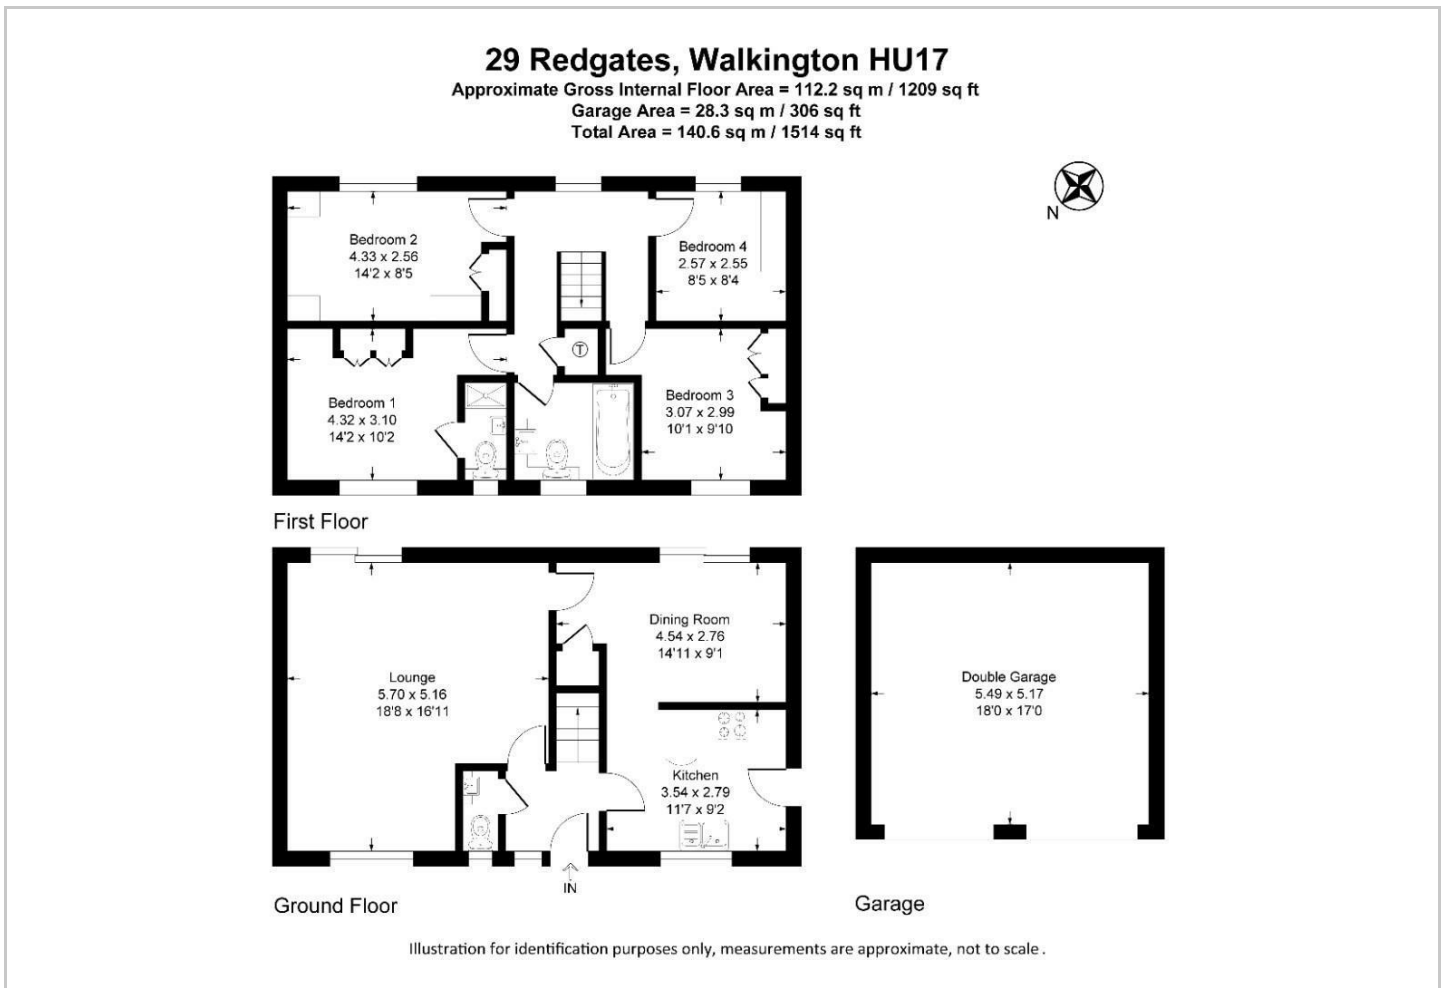 29 Redgates, Walkington HU17
Approximate Gross Internal Floor Area = 112.2 sq m / 1209 sq ft
Garage Area = 28.3 sq m / 306 sq ft
Total Area = 140.6 sq m / 1514 sq ft
N
Bedroom 2
4.33 x 2.56
14'2 x 8'5
Bedroom 4
2.57 x 2.55
8'5 x 8'4
T
Bedroom 1
4.32 x 3.10
14'2 x 10'2
Bedroom 3
3.07 x 2.99
10'1 x 9'10
First Floor
Lounge
5.70 x 5.16
18'8 x 16'11
Dining Room
4.54 x 2.76
14'11 x 9'1
Kitchen
3.54 x 2.79
11'7 x 9'2
IN
Ground Floor
Double Garage
5.49 x 5.17
18'0 x 17'0
Garage
Illustration for identification purposes only, measurements are approximate, not to scale .